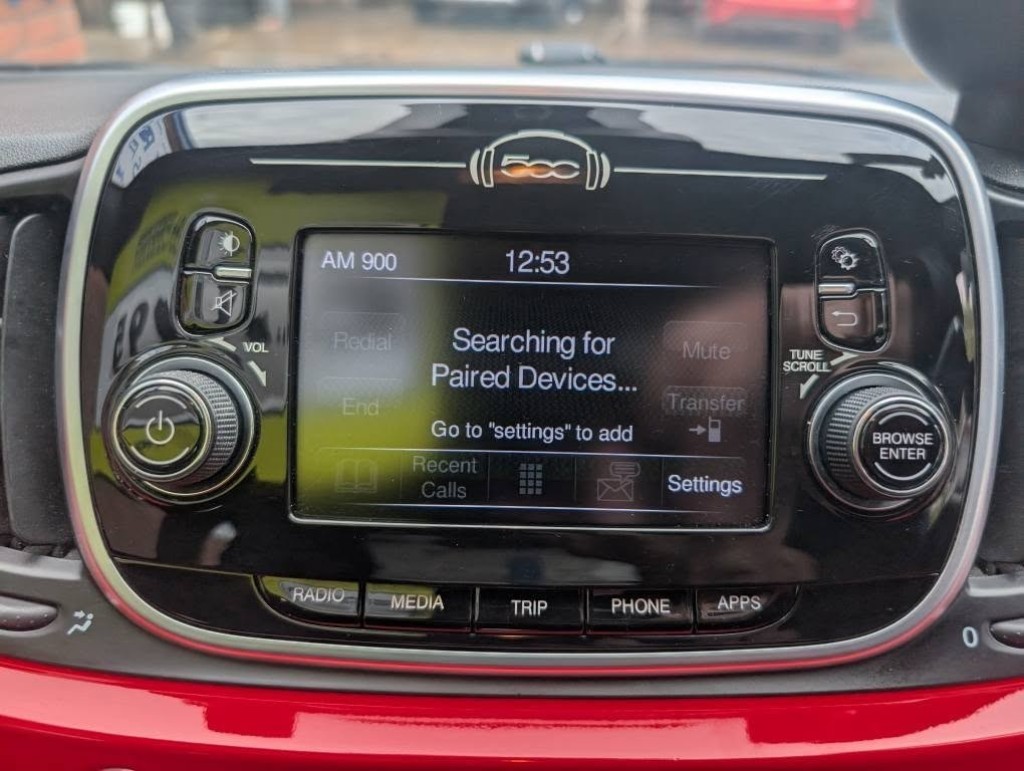 500
AM 900
12:53
VOL
Redial
Searching for
Paired Devices...
Mute
TUNE
SCROLL
End
Transfer
Go to "settings" to add
BROWSE
ENTER
Recent
Calls
Settings
RADIO
MEDIA
TRIP
PHONE
APPS
0